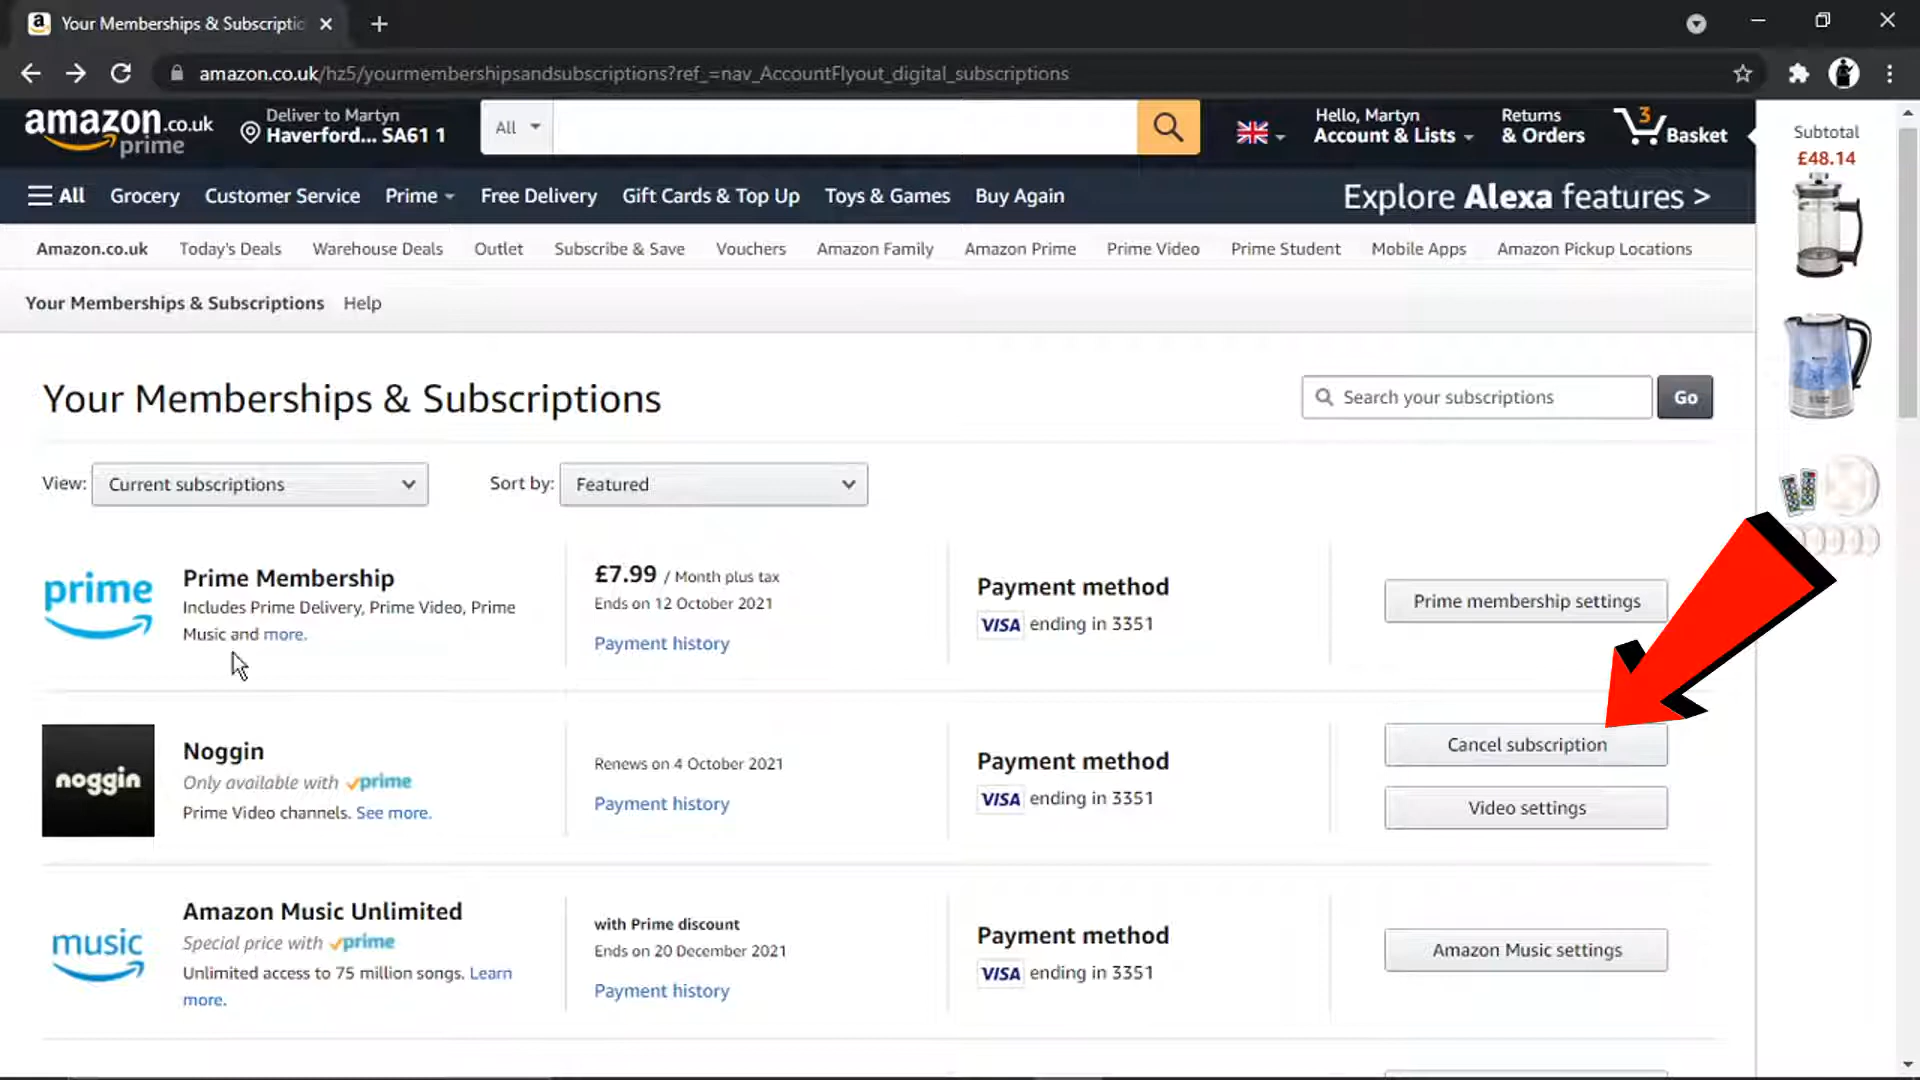 Your Memberships & Subscriptio
amazon.co.uk/hz5/yourmembershipsandsubscriptions?ref_=nav_AccountFlyout_digital_subscriptions
amazon.co.uk
prime
Deliver to Martyn
Haverford... SA61 1
All
Hello, Martyn
Account & Lists
Returns
& Orders
3
Basket
Subtotal
£48.14
All
Grocery
Customer Service
Prime
Free Delivery
Gift Cards & Top Up
Toys & Games
Buy Again
Explore Alexa features >
Amazon.co.uk
Today's Deals
Warehouse Deals
Outlet
Subscribe & Save
Vouchers
Amazon Family
Amazon Prime
Prime Video
Prime Student
Mobile Apps
Amazon Pickup Locations
Your Memberships & Subscriptions
Help
Your Memberships & Subscriptions
Search your subscriptions
Go
View:
Current subscriptions
Sort by:
Featured
prime
Prime Membership
Includes Prime Delivery, Prime Video, Prime
Music and more.
£7.99 / Month plus tax
Ends on 12 October 2021
Payment history
Payment method
VISA ending in 3351
Prime membership settings
noggin
Noggin
Only available with prime
Prime Video channels. See more.
Renews on 4 October 2021
Payment history
Payment method
VISA ending in 3351
Cancel subscription
Video settings
music
Amazon Music Unlimited
Special price with prime
Unlimited access to 75 million songs. Learn
more.
with Prime discount
Ends on 20 December 2021
Payment history
Payment method
VISA ending in 3351
Amazon Music settings